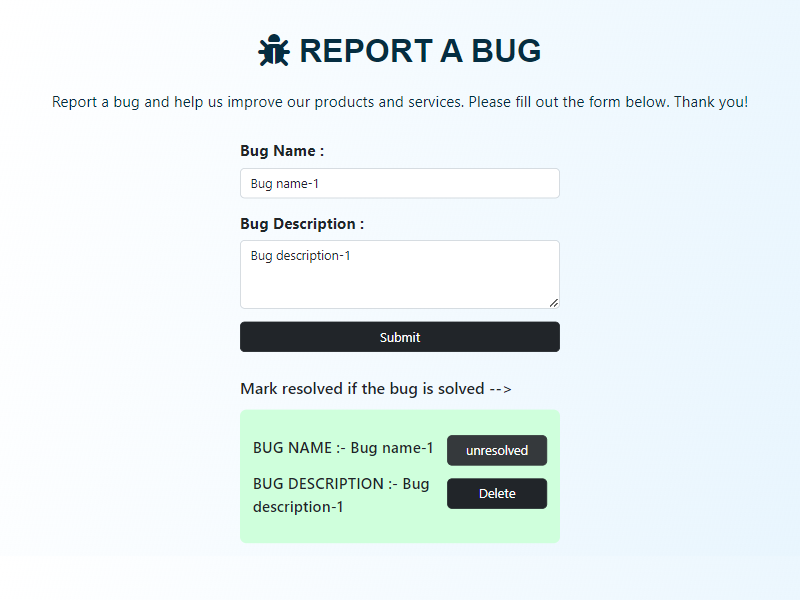 REPORT A BUG
Report a bug and help us improve our products and services. Please fill out the form below. Thank you!
Bug Name :
Bug name-1
Bug Description :
Bug description-1
Submit
Mark resolved if the bug is solved -->
BUG NAME :- Bug name-1
unresolved
BUG DESCRIPTION :- Bug
description-1
Delete